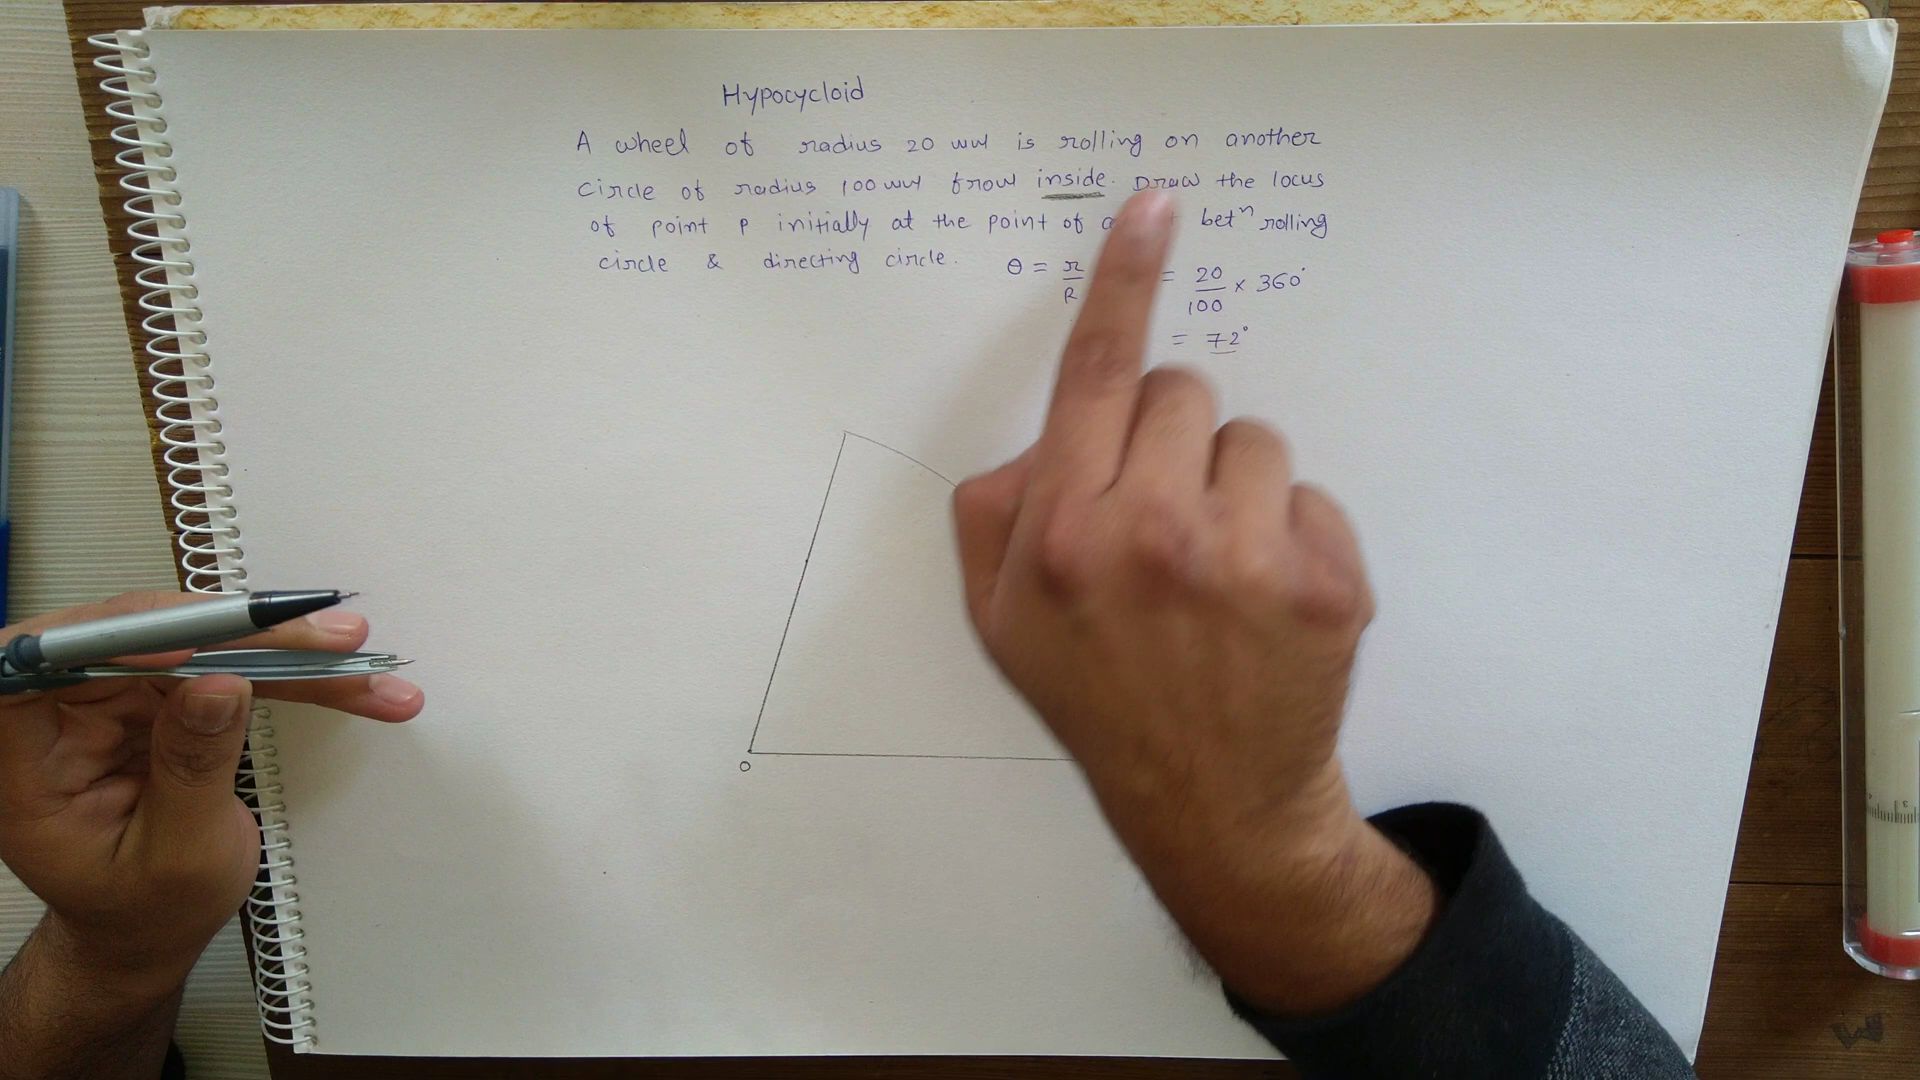 Hypocycloid
A wheel of radius 20 mm is rolling on another
circle of radius 100 mm from inside. Draw the locus
of point P initially at the point of betⁿ rolling
circle & directing circle. θ = r/R = 20/100 × 360°
= 72°
O